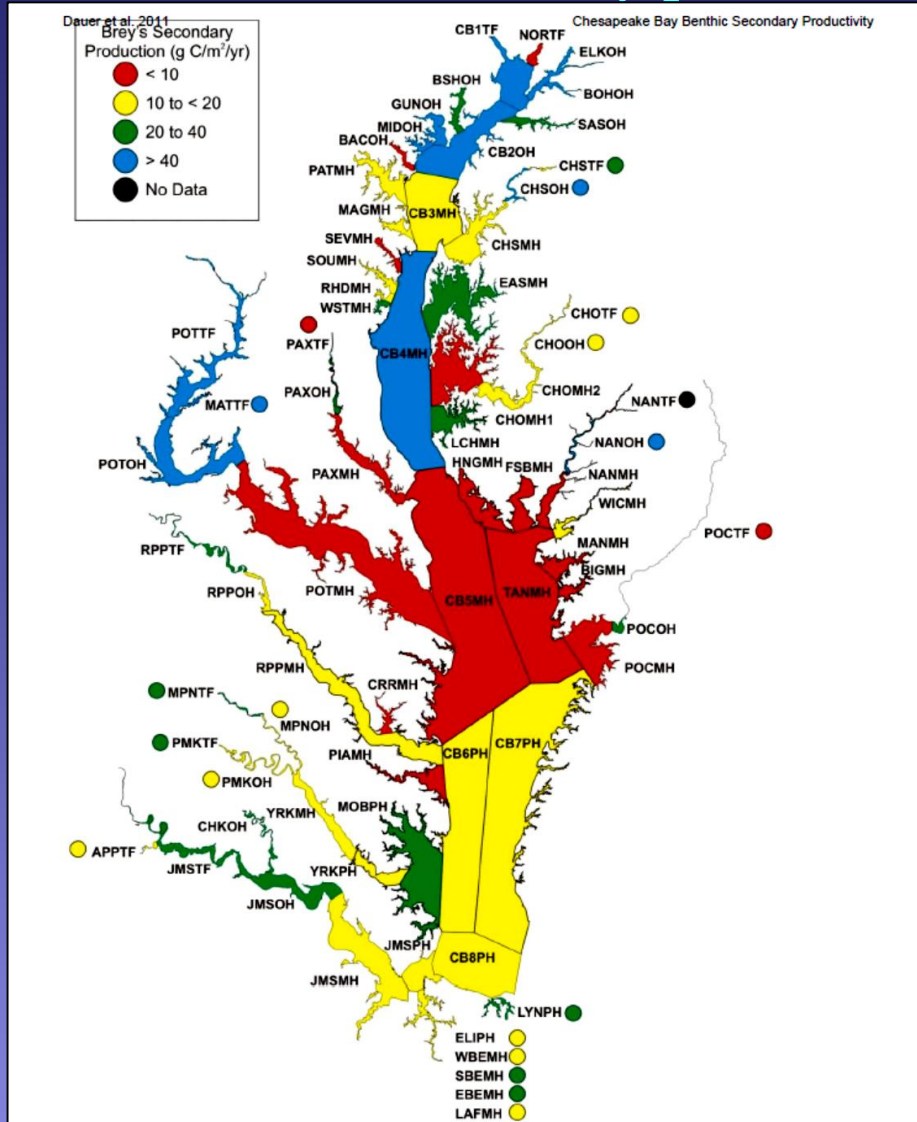 Dauer et al. 2011
Chesapeake Bay Benthic Secondary Productivity
Brey's Secondary
Production (g C/m²/yr)
< 10
10 to < 20
20 to 40
> 40
No Data
CB1TF
NORTF
ELKOH
BSHOH
BOHOH
GUNOH
MIDOH
SASOH
BACOH
CB2OH
PATMH
CHSTF
CHSOH
MAGMH
CB3MH
SEVMH
CHSMH
SOUMH
RHDMH
EASMH
WSTMH
CHOTF
PAXTF
CHOOH
POTTF
CB4MH
PAXOH
CHOMH2
MATTF
NANTF
CHOMH1
LCHMH
NANOH
POTOH
HNGMH
FSBMH
PAXMH
NANMH
WICMH
RPPTF
POCTF
MANMH
BIGMH
RPPOH
POTMH
CB5MH
TANMH
POCOH
RPPMH
POCMH
CRRMH
MPNTF
MPNOH
PMKTF
PIAMH
CB6PH
CB7PH
PMKOH
MOBPH
YRKMH
CHKOH
APPTF
JMSTF
YRKPH
JMSOH
JMSPH
CB8PH
JMSMH
LYNPH
ELIPH
WBEMH
SBEMH
EBEMH
LAFMH